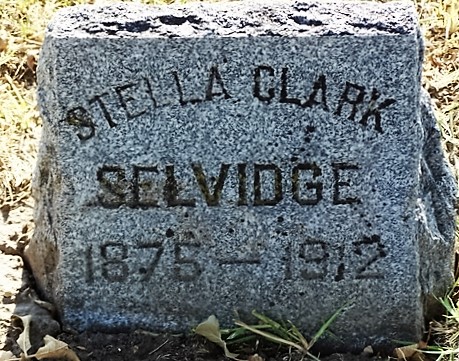 STELLA CLARK
SELVIDGE
1875 — 1912